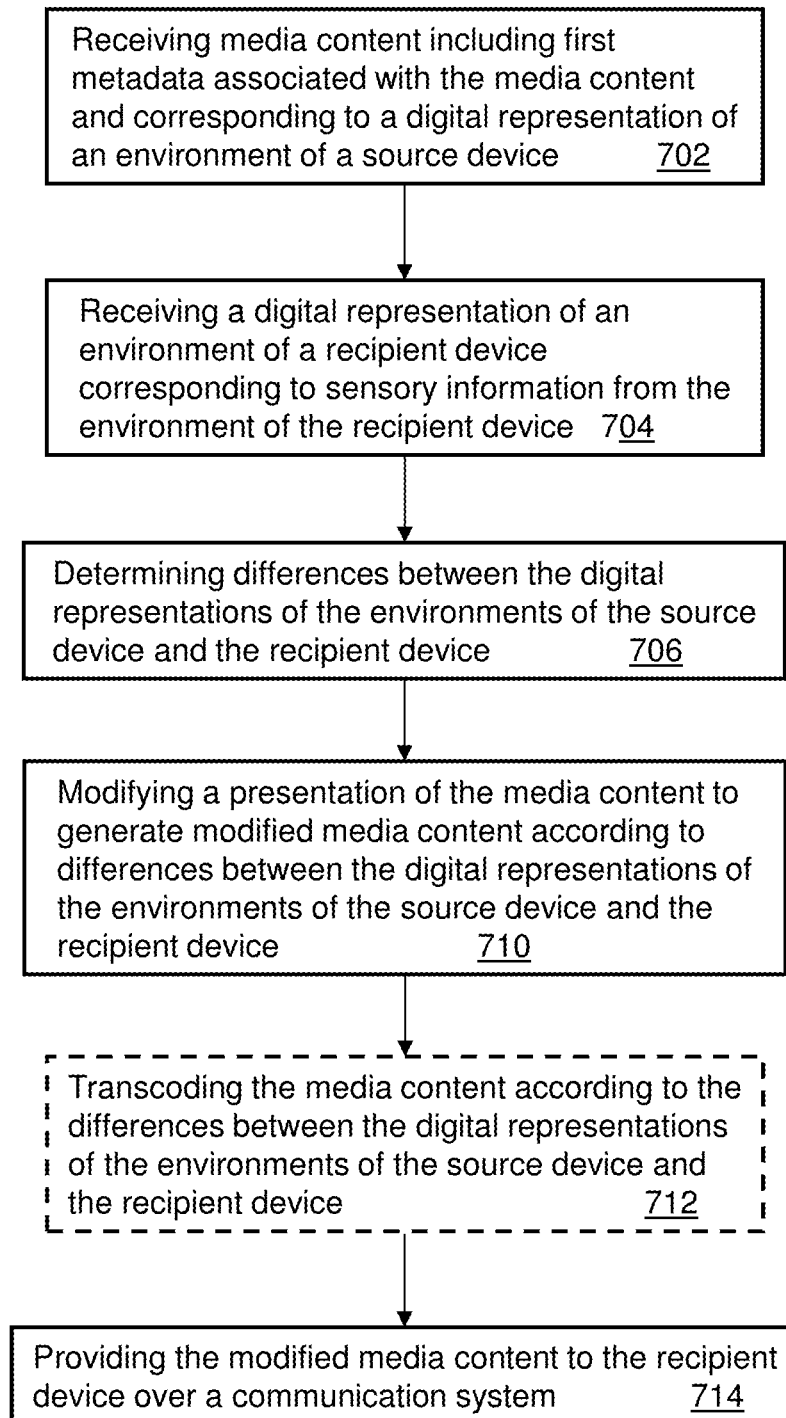 Receiving media content including first
metadata associated with the media content
and corresponding to a digital representation of
an environment of a source device 702
Receiving a digital representation of an
environment of a recipient device
corresponding to sensory information from the
environment of the recipient device 704
Determining differences between the digital
representations of the environments of the source
device and the recipient device 706
Modifying a presentation of the media content to
generate modified media content according to
differences between the digital representations of
the environments of the source device and the
recipient device 710
Transcoding the media content according to the
differences between the digital representations
of the environments of the source device and
the recipient device 712
Providing the modified media content to the recipient
device over a communication system 714